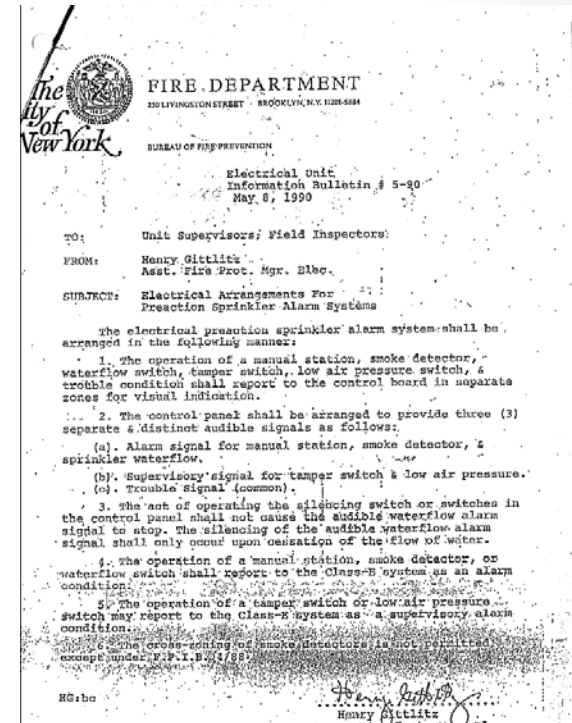 The
City
of
New York
FIRE DEPARTMENT
250 LIVINGSTON STREET · BROOKLYN, N.Y. 11201-5884
BUREAU OF FIRE PREVENTION
Electrical Unit
Information Bulletin # 5-90
May 8, 1990
TO: Unit Supervisors; Field Inspectors
FROM: Henry Gittlitz
Asst. Fire Prot. Mgr. Elec.
SUBJECT: Electrical Arrangements For
Preaction Sprinkler Alarm Systems
The electrical preaction sprinkler alarm system shall be
arranged in the following manner:
1. The operation of a manual station, smoke detector,
waterflow switch, tamper switch, low air pressure switch, &
trouble condition shall report to the control board in separate
zones for visual indication.
2. The control panel shall be arranged to provide three (3)
separate & distinct audible signals as follows:
(a). Alarm signal for manual station, smoke detector, &
sprinkler waterflow.
(b). Supervisory signal for tamper switch & low air pressure.
(c). Trouble signal (common).
3. The act of operating the silencing switch or switches in
the control panel shall not cause the audible waterflow alarm
signal to stop. The silencing of the audible waterflow alarm
signal shall only occur upon cessation of the flow of water.
4. The operation of a manual station, smoke detector, or
waterflow switch shall report to the Class-E system as an alarm
condition.
5. The operation of a tamper switch or low air pressure
switch may report to the Class-E system as a supervisory alarm
condition.
6. The cross-zoning of smoke detectors is not permitted
except under F.P.I.B. 4/88.
HG:bc
Henry Gittlitz
Henry Gittlitz